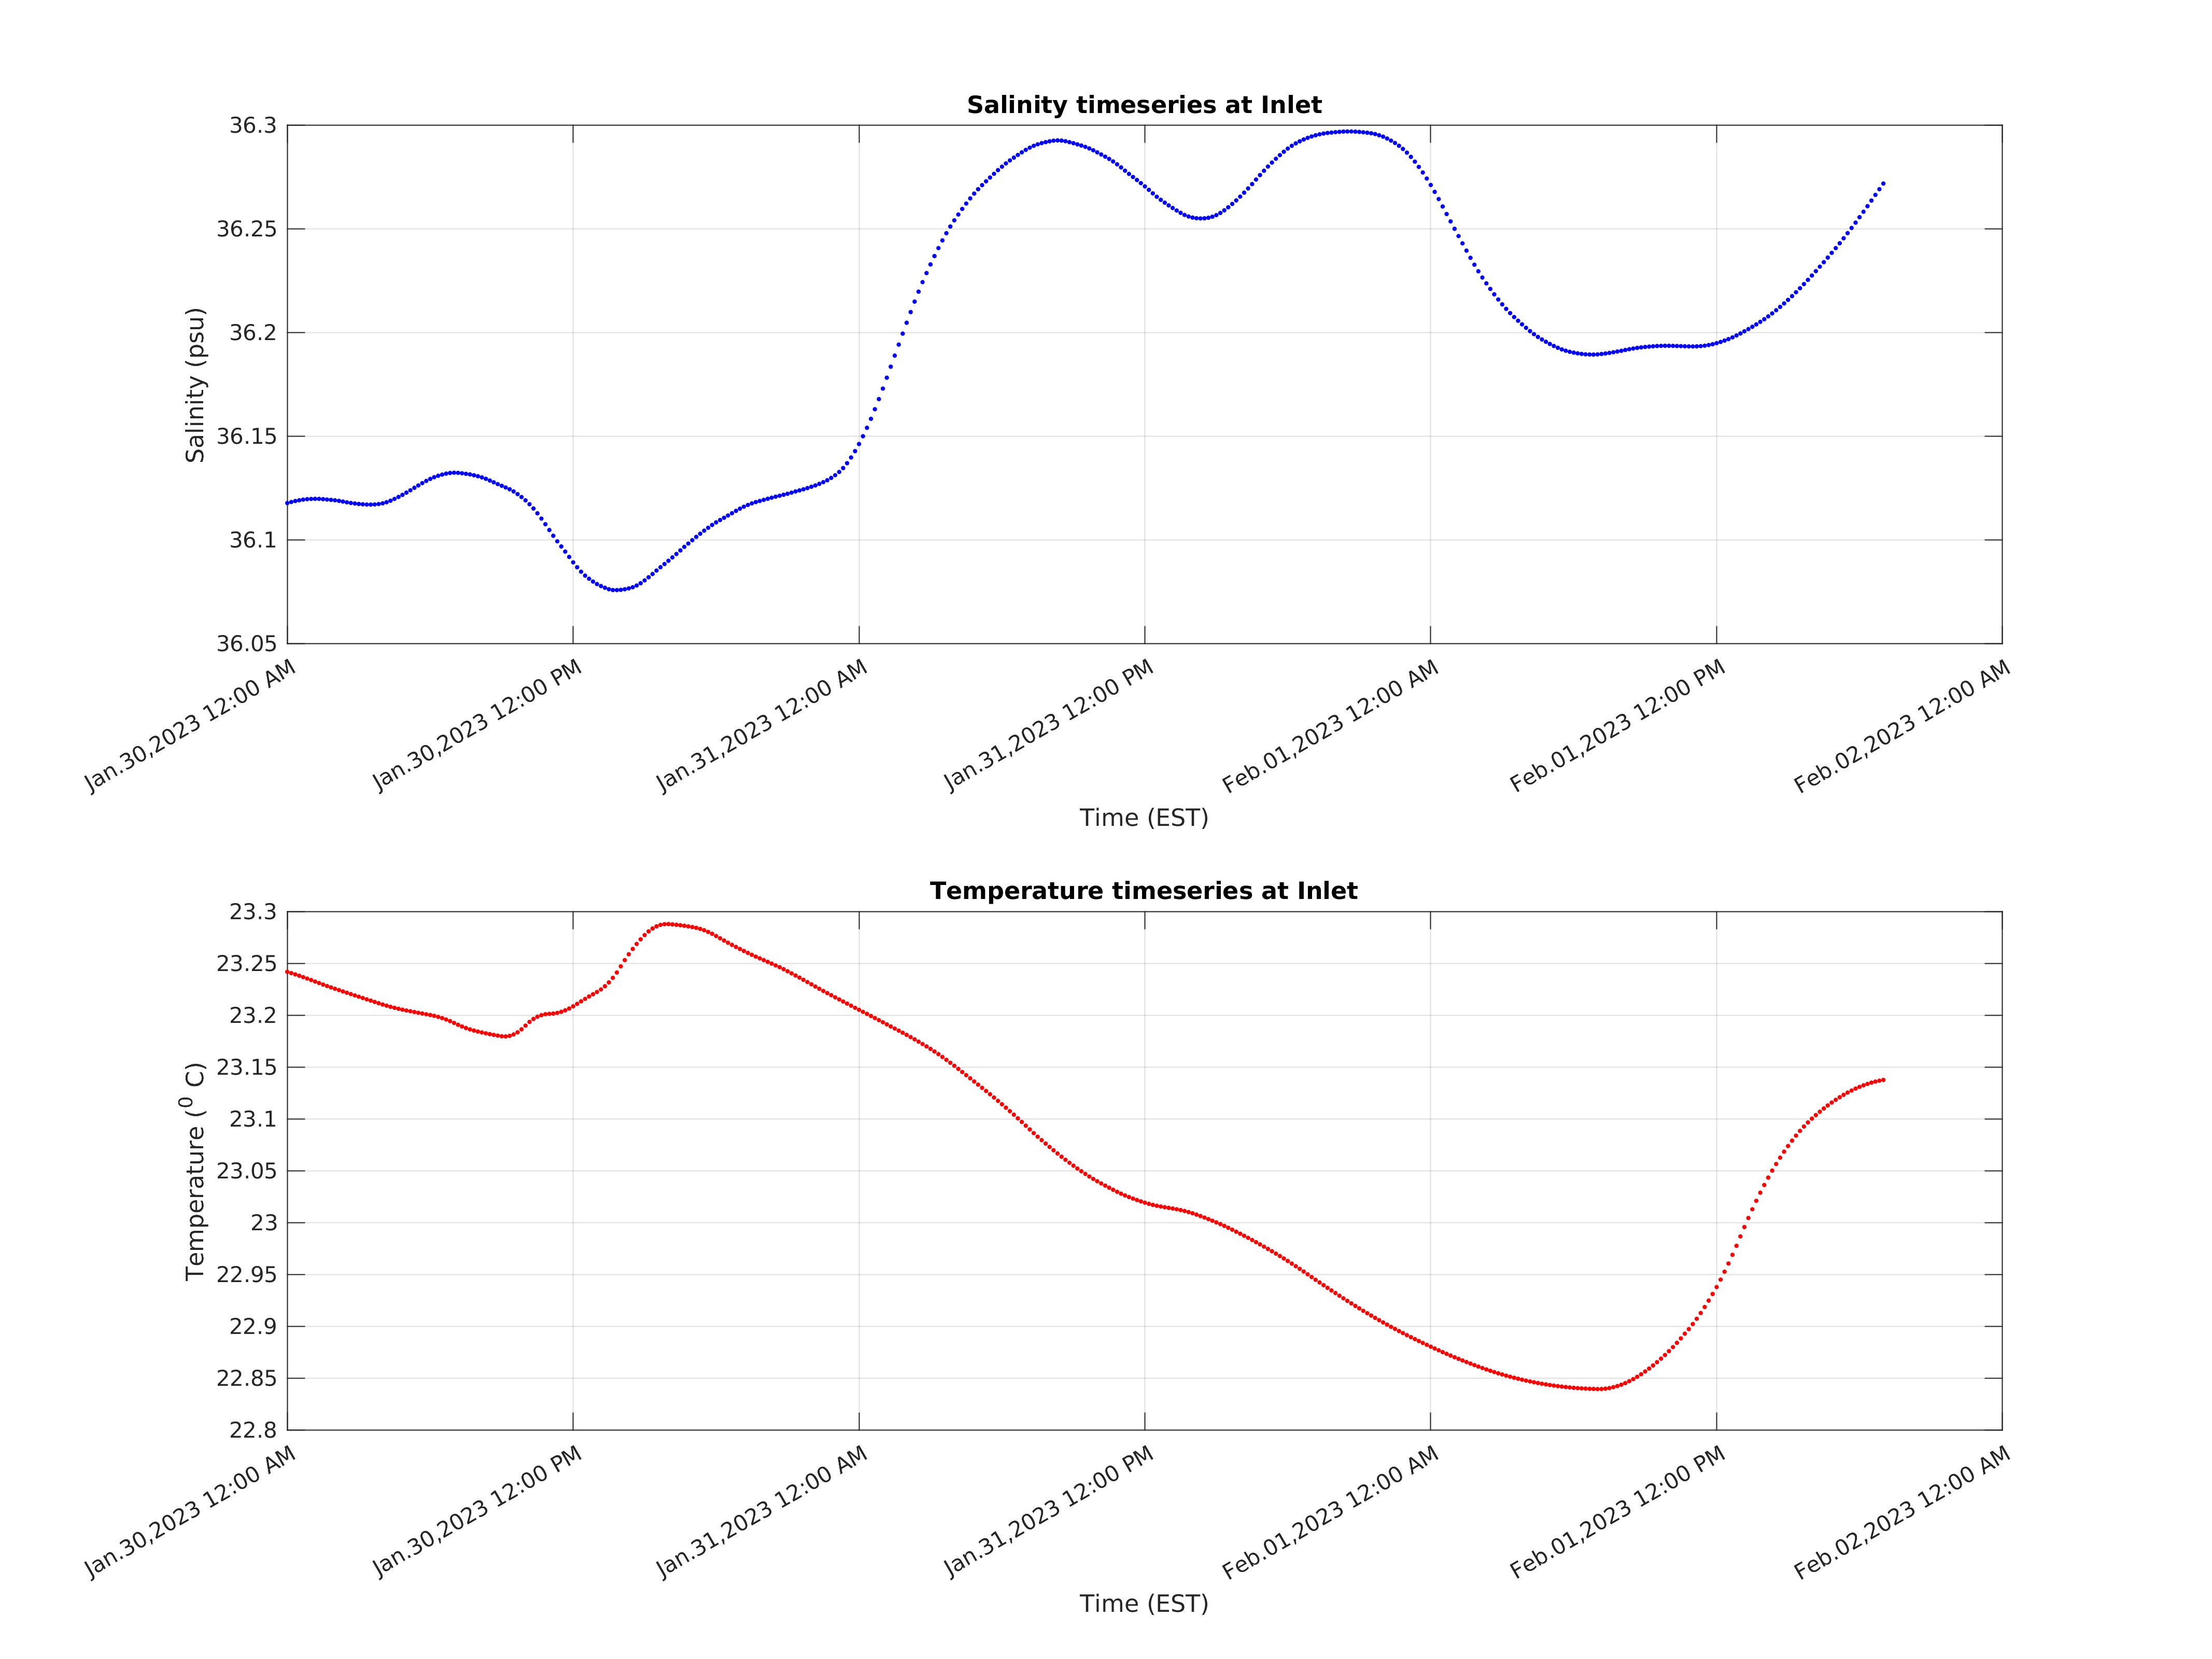 Salinity timeseries at Inlet
Salinity (psu)
36.3
36.25
36.2
36.15
36.1
36.05
Jan.30,2023 12:00 AM
Jan.30,2023 12:00 PM
Jan.31,2023 12:00 AM
Jan.31,2023 12:00 PM
Feb.01,2023 12:00 AM
Feb.01,2023 12:00 PM
Feb.02,2023 12:00 AM
Time (EST)
Temperature timeseries at Inlet
Temperature (⁰ C)
23.3
23.25
23.2
23.15
23.1
23.05
23
22.95
22.9
22.85
22.8
Jan.30,2023 12:00 AM
Jan.30,2023 12:00 PM
Jan.31,2023 12:00 AM
Jan.31,2023 12:00 PM
Feb.01,2023 12:00 AM
Feb.01,2023 12:00 PM
Feb.02,2023 12:00 AM
Time (EST)